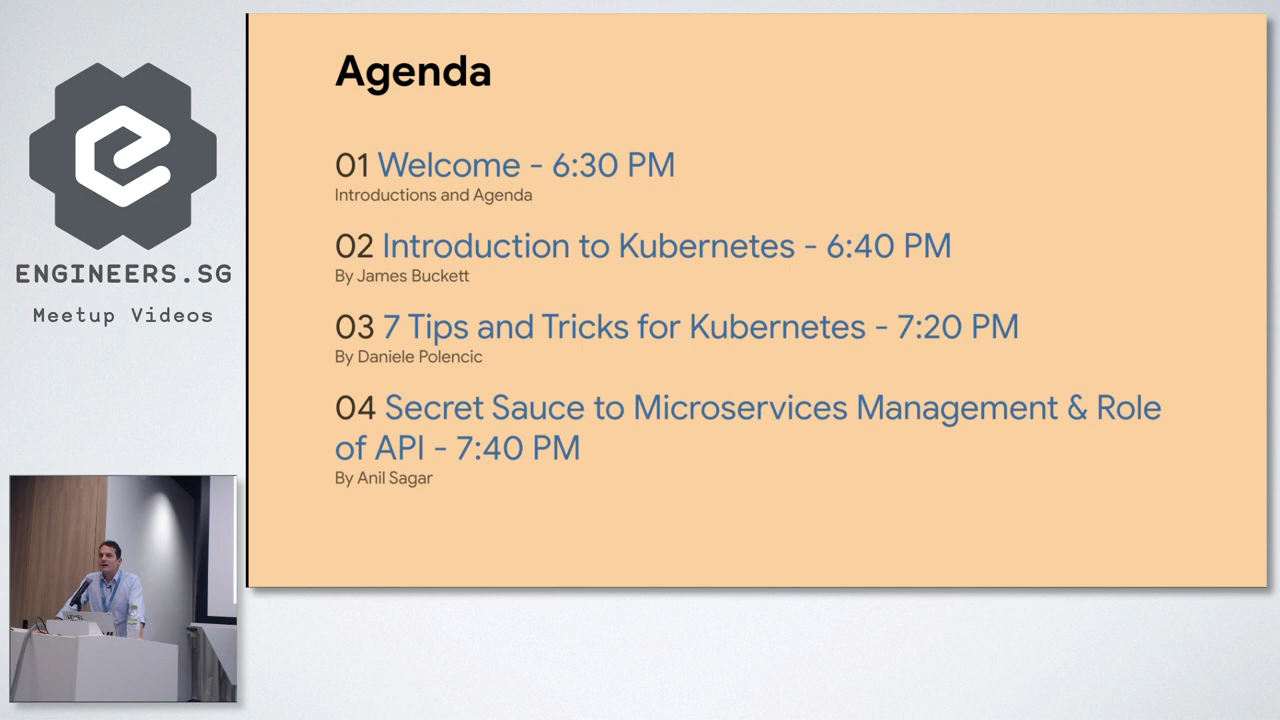 ENGINEERS.SG
Meetup Videos
Agenda
01 Welcome - 6:30 PM
Introductions and Agenda
02 Introduction to Kubernetes - 6:40 PM
By James Buckett
03 7 Tips and Tricks for Kubernetes - 7:20 PM
By Daniele Polencic
04 Secret Sauce to Microservices Management & Role
of API - 7:40 PM
By Anil Sagar